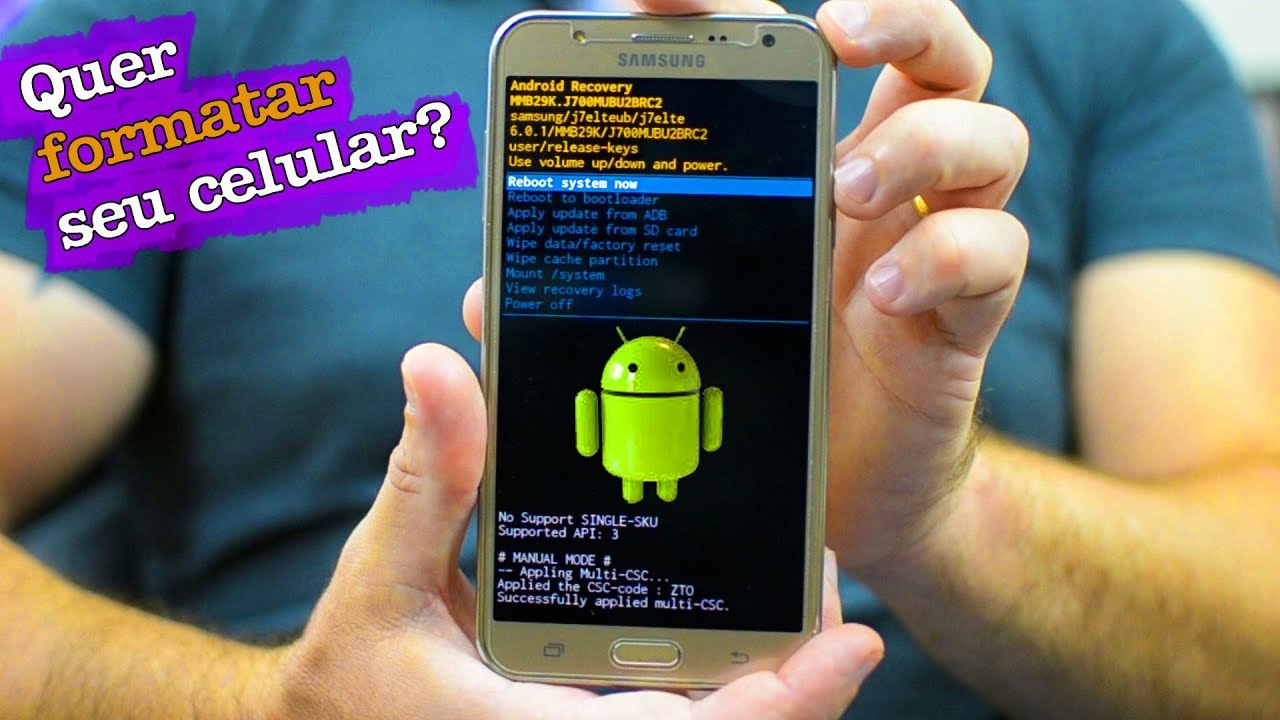 Quer
formatar
seu celular?
SAMSUNG
Android Recovery
MMB29K.J700MUBU2BRC2
samsung/j7elteub/j7elte
6.0.1/MMB29K/J700MUBU2BRC2
user/release-keys
Use volume up/down and power.
Reboot system now
Reboot to bootloader
Apply update from ADB
Apply update from SD card
Wipe data/factory reset
Wipe cache partition
Mount /system
View recovery logs
Power off
No Support SINGLE-SKU
Supported API: 3
# MANUAL MODE #
-- Appling Multi-CSC...
Applied the CSC-code : ZTO
Successfully applied multi-CSC.